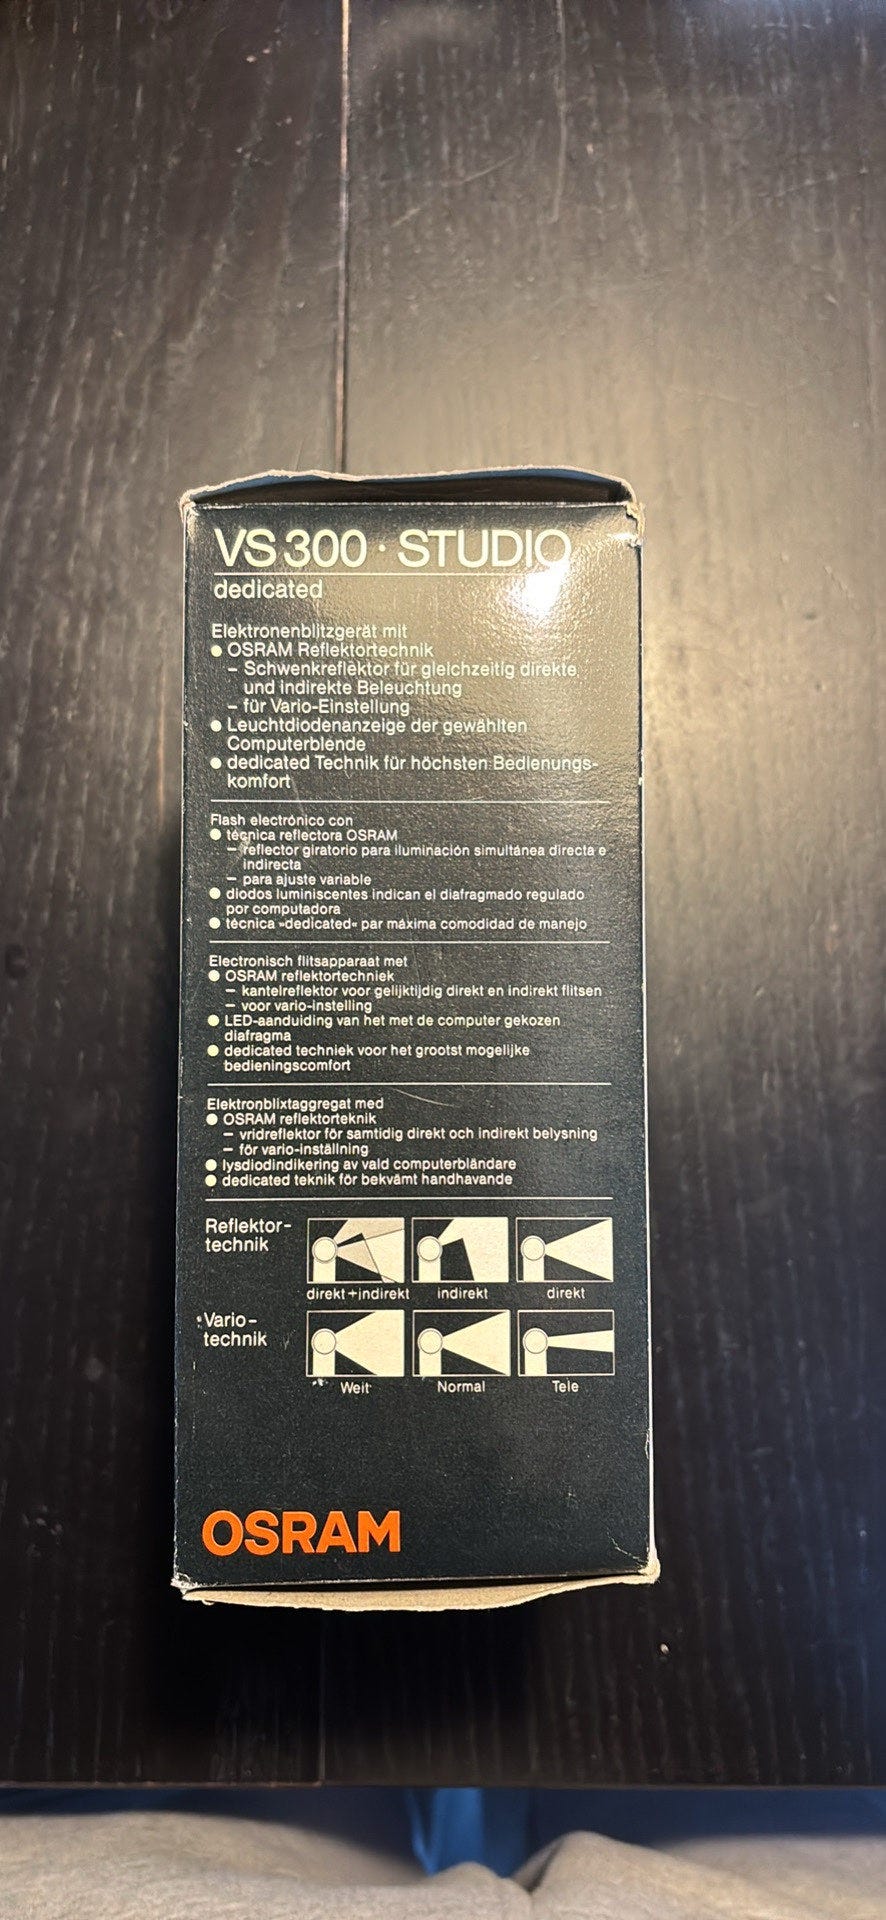 VS 300 · STUDIO
dedicated
Elektronenblitzgerät mit
● OSRAM Reflektortechnik
– Schwenkreflektor für gleichzeitig direkte
und indirekte Beleuchtung
– für Vario-Einstellung
● Leuchtdiodenanzeige der gewählten
Computerblende
● dedicated Technik für höchsten Bedienungs-
komfort
Flash electrónico con
● técnica reflectora OSRAM
– reflector giratorio para iluminación simultánea directa e
indirecta
– para ajuste variable
● diodos luminiscentes indican el diafragmado regulado
por computadora
● técnica »dedicated« par máxima comodidad de manejo
Electronisch flitsapparaat met
● OSRAM reflektortechniek
– kantelreflektor voor gelijktijdig direkt en indirekt flitsen
– voor vario-instelling
● LED-aanduiding van het met de computer gekozen
diafragma
● dedicated techniek voor het grootst mogelijke
bedieningscomfort
Elektronblixtaggregat med
● OSRAM reflektorteknik
– vridreflektor för samtidig direkt och indirekt belysning
– för vario-inställning
● lysdiodindikering av vald computerbländare
● dedicated teknik för bekvämt handhavande
Reflektor-
technik
direkt+indirekt indirekt direkt
Vario-
technik
Weit Normal Tele
OSRAM